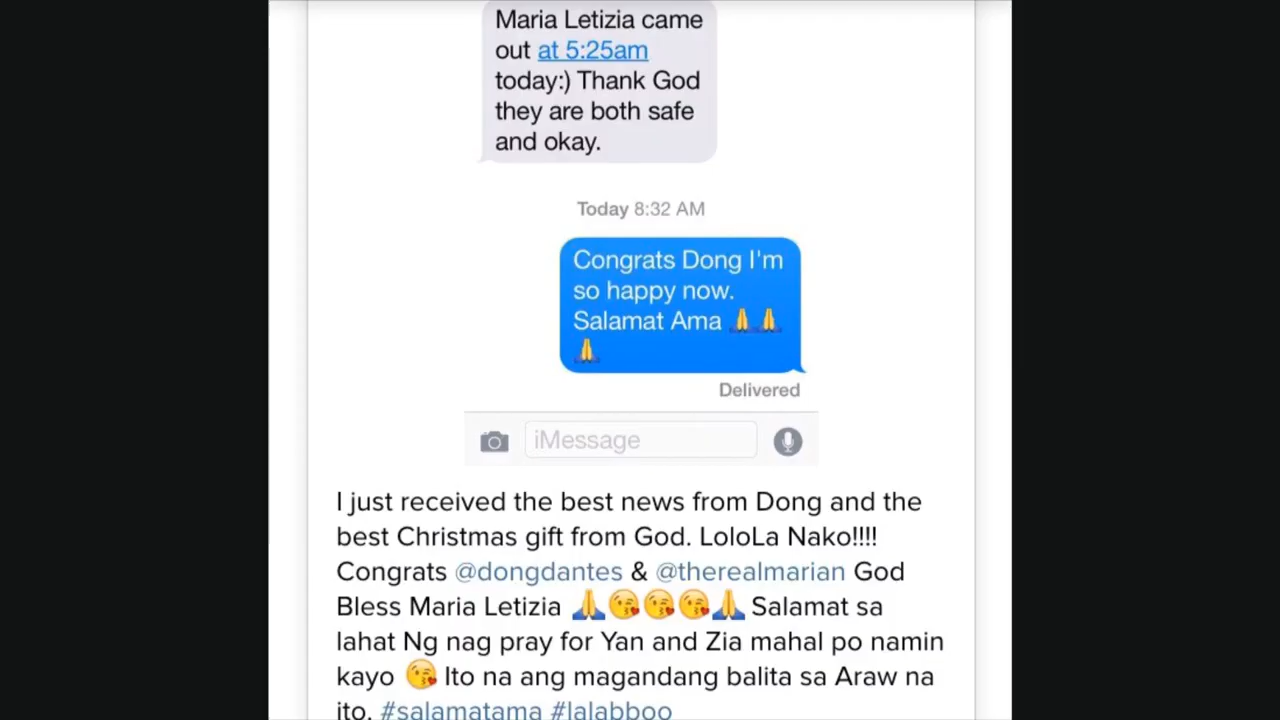 Maria Letizia came
out at 5:25am
today:) Thank God
they are both safe
and okay.
Today 8:32 AM
Congrats Dong I'm
so happy now.
Salamat Ama 🙏🙏
🙏
Delivered
iMessage
I just received the best news from Dong and the
best Christmas gift from God. LoloLa Nako!!!!
Congrats @dongdantes & @therealmarian God
Bless Maria Letizia 🙏😘😘😘🙏 Salamat sa
lahat Ng nag pray for Yan and Zia mahal po namin
kayo 😘 Ito na ang magandang balita sa Araw na
ito. #salamatama #lalabboo